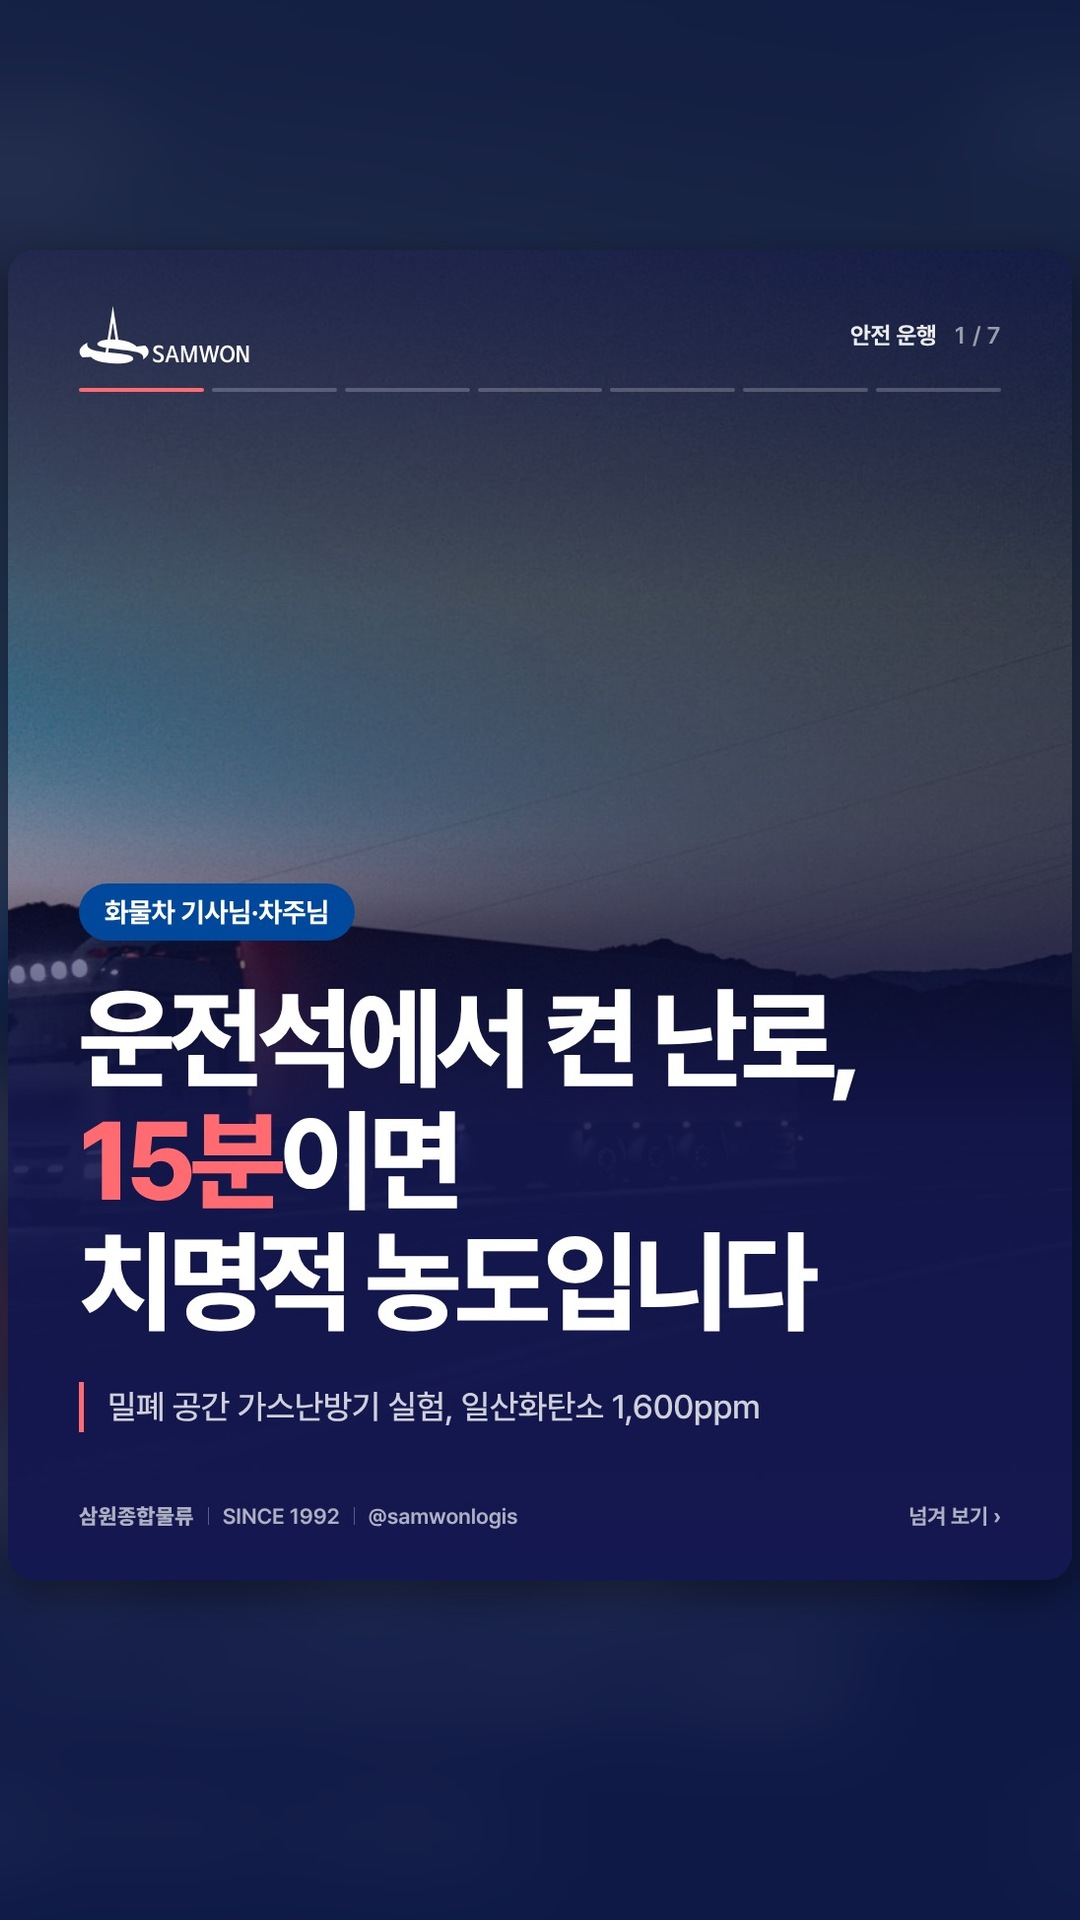 SAMWON
안전 운행 1 / 7
화물차 기사님·차주님
운전석에서 켠 난로,
15분이면
치명적 농도입니다
밀폐 공간 가스난방기 실험, 일산화탄소 1,600ppm
삼원종합물류 | SINCE 1992 | @samwonlogis
넘겨 보기 ›